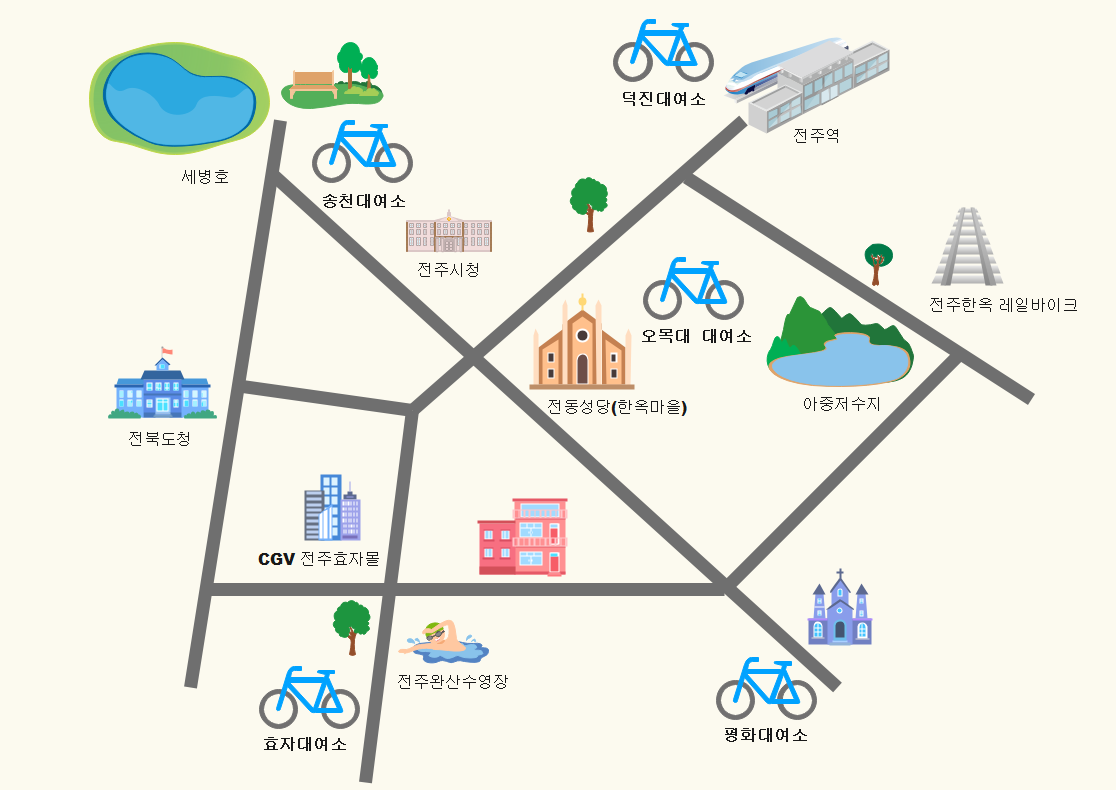 덕진대여소
전주역
세병호
송천대여소
전주시청
전주한옥 레일바이크
오목대 대여소
아중저수지
전동성당(한옥마을)
전북도청
CGV 전주효자몰
전주완산수영장
효자대여소
평화대여소